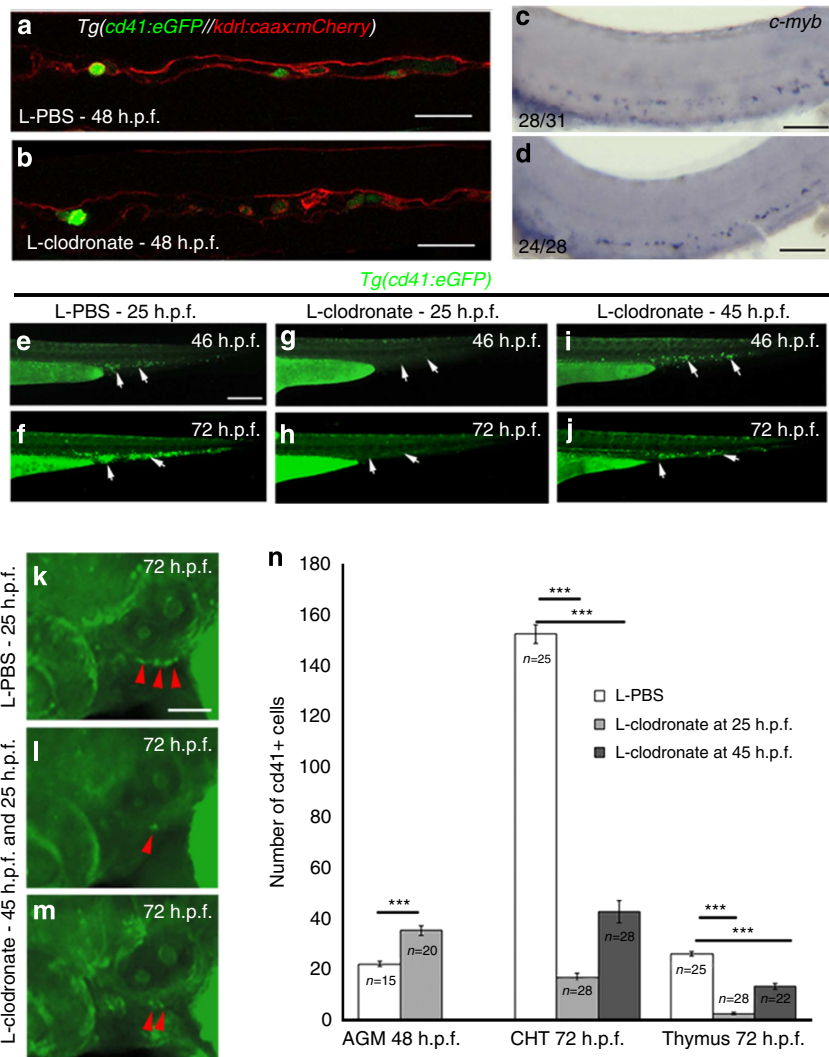 a
Tg(cd41:eGFP//kdrl:caax:mCherry)
L-PBS - 48 h.p.f.
b
L-clodronate - 48 h.p.f.
c
c-myb
28/31
d
24/28
Tg(cd41:eGFP)
L-PBS - 25 h.p.f.
L-clodronate - 25 h.p.f.
L-clodronate - 45 h.p.f.
e
46 h.p.f.
g
46 h.p.f.
i
46 h.p.f.
f
72 h.p.f.
h
72 h.p.f.
j
72 h.p.f.
L-PBS - 25 h.p.f.
k
72 h.p.f.
L-clodronate - 45 h.p.f. and 25 h.p.f.
l
72 h.p.f.
m
72 h.p.f.
n
Number of cd41+ cells
180
160
140
120
100
80
60
40
20
0
***
***
n=25
L-PBS
L-clodronate at 25 h.p.f.
L-clodronate at 45 h.p.f.
***
n=15
n=20
n=28
n=28
***
***
n=25
n=28
n=22
AGM 48 h.p.f.
CHT 72 h.p.f.
Thymus 72 h.p.f.